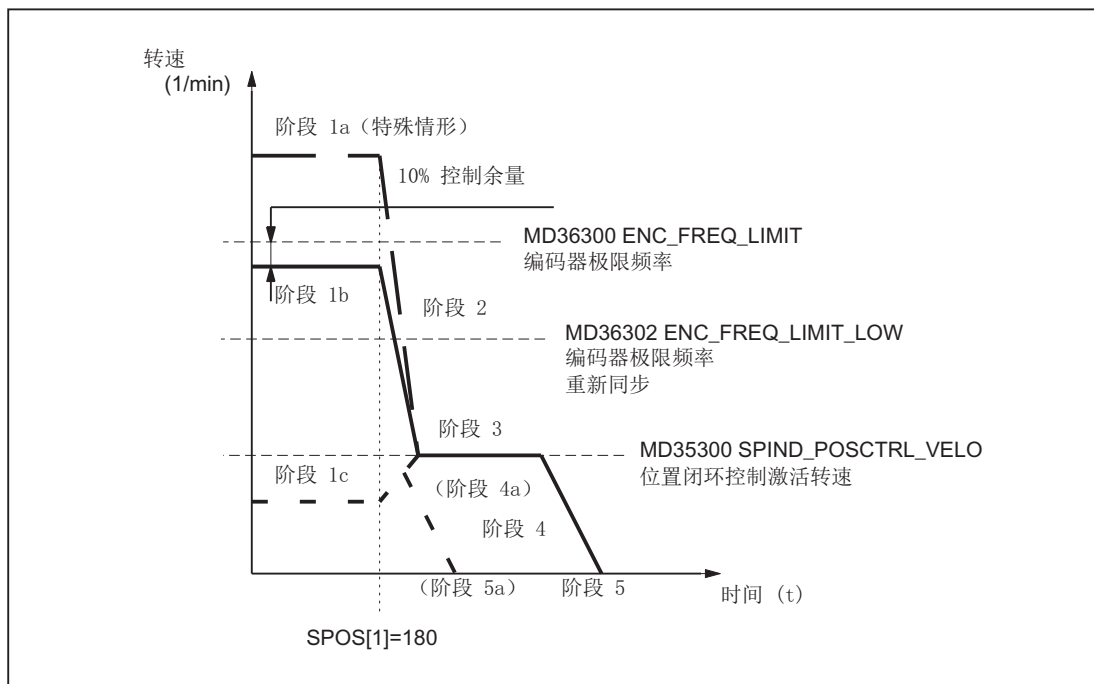 转速
(1/min)
阶段 1a（特殊情形）
10% 控制余量
MD36300 ENC_FREQ_LIMIT
编码器极限频率
阶段 1b
阶段 2
MD36302 ENC_FREQ_LIMIT_LOW
编码器极限频率
重新同步
阶段 3
MD35300 SPIND_POSCTRL_VELO
位置闭环控制激活转速
阶段 1c
（阶段 4a）
阶段 4
（阶段 5a）
阶段 5
时间 (t)
SPOS[1]=180